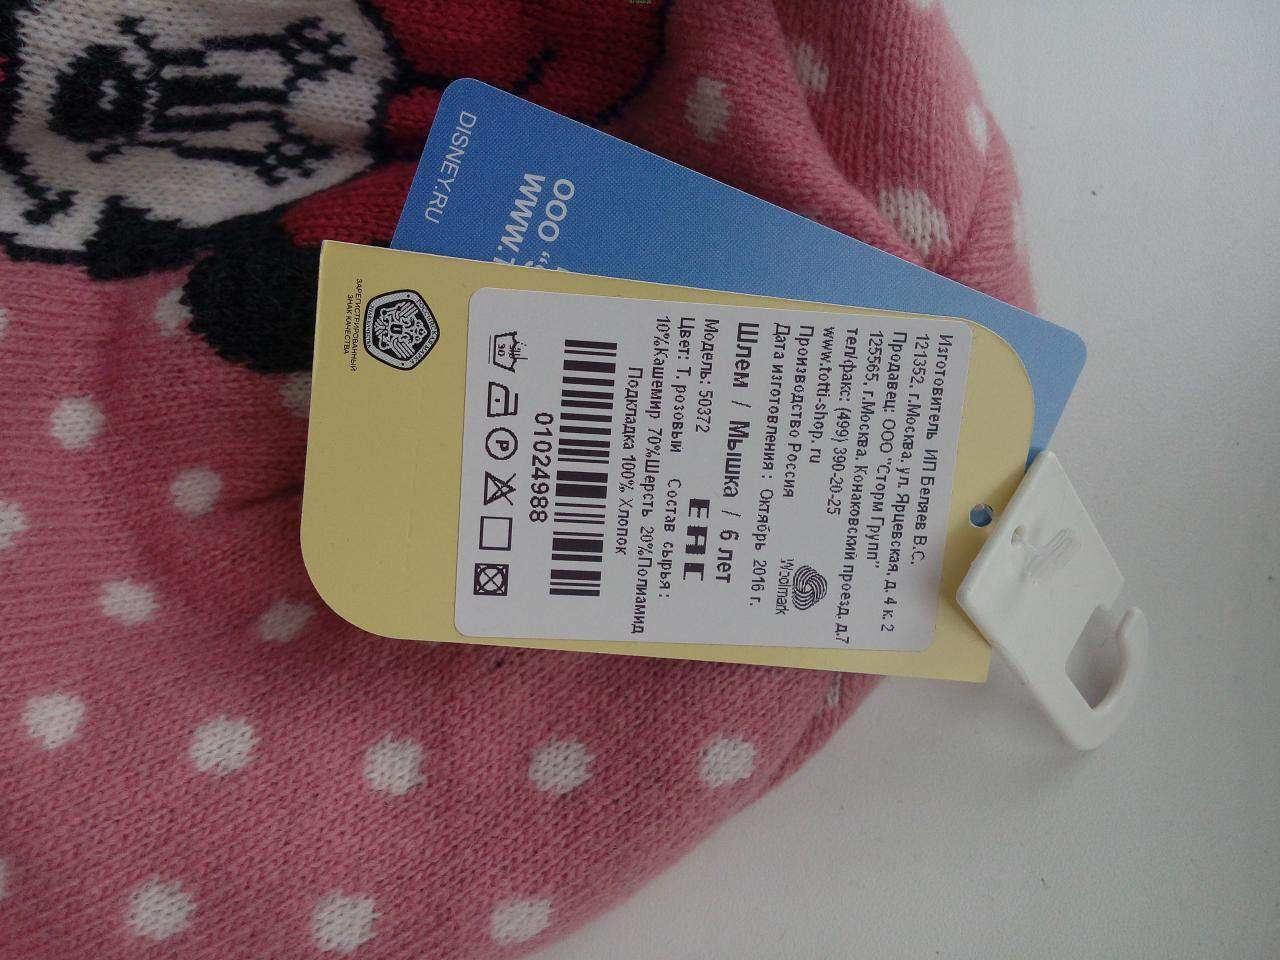 Изготовитель ИП Беляев В.С.
121352, г.Москва, ул. Ярцевская, д. 4 к. 2
Продавец: ООО "Сторм Групп"
125565, г.Москва, Конаковский проезд, д.7
тел/факс: (499) 390-20-25
www.totti-shop.ru
Производство Россия
Дата изготовления : Октябрь 2016 г.
Woolmark
Шлем / Мышка / 6 лет
Модель: 50372
EAC
Цвет: Т. розовый Состав сырья :
10%Кашемир 70%Шерсть 20%Полиамид
Подкладка 100% Хлопок
01024988
30
P
ЗАРЕГИСТРИРОВАННЫЙ
ЗНАК КАЧЕСТВА
ООО
www.
DISNEY.RU